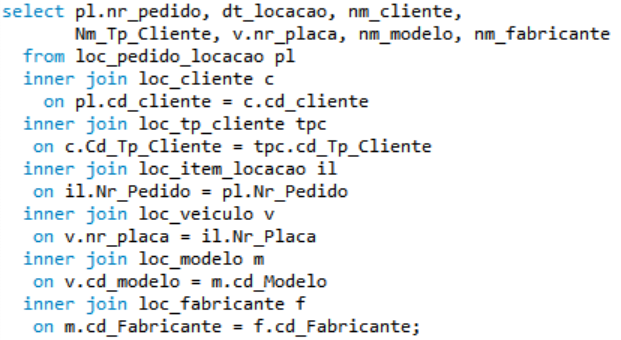 select pl.nr_pedido, dt_locacao, nm_cliente,
Nm_Tp_Cliente, v.nr_placa, nm_modelo, nm_fabricante
from loc_pedido_locacao pl
inner join loc_cliente c
on pl.cd_cliente = c.cd_cliente
inner join loc_tp_cliente tpc
on c.Cd_Tp_Cliente = tpc.cd_Tp_Cliente
inner join loc_item_locacao il
on il.Nr_Pedido = pl.Nr_Pedido
inner join loc_veiculo v
on v.nr_placa = il.Nr_Placa
inner join loc_modelo m
on v.cd_modelo = m.cd_Modelo
inner join loc_fabricante f
on m.cd_Fabricante = f.cd_Fabricante;